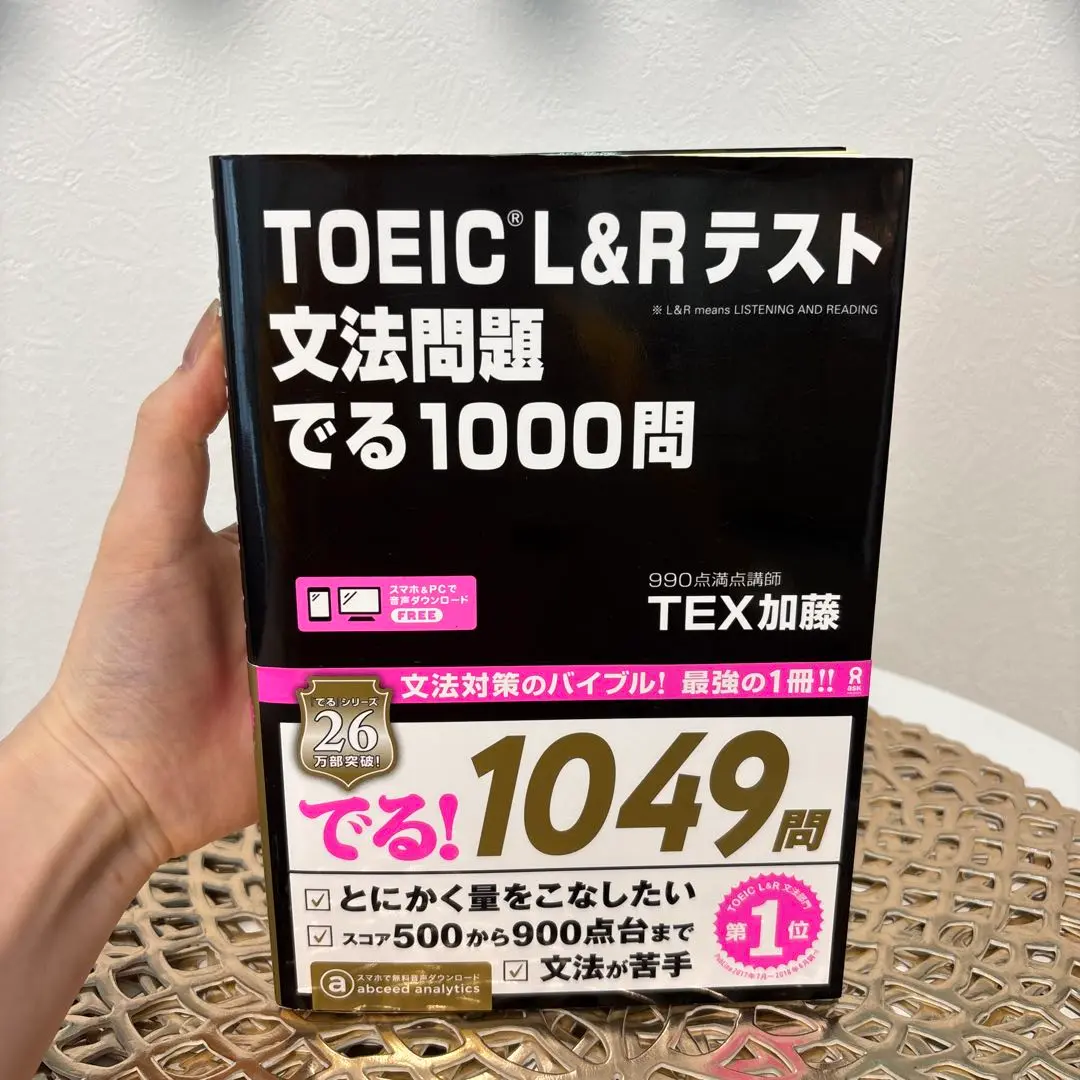 TOEIC® L&R テスト
※ L&R means LISTENING AND READING
文法問題
でる1000問
スマホ&PCで
音声ダウンロード
FREE
990点満点講師
TEX加藤
文法対策のバイブル! 最強の1冊!!
ask
「でる」シリーズ
26
万部突破!
でる! 1049問
とにかく量をこなしたい
スコア500から900点台まで
文法が苦手
TOEIC L&R 文法部門
第1位
スマホで無料音声ダウンロード
a abceed analytics